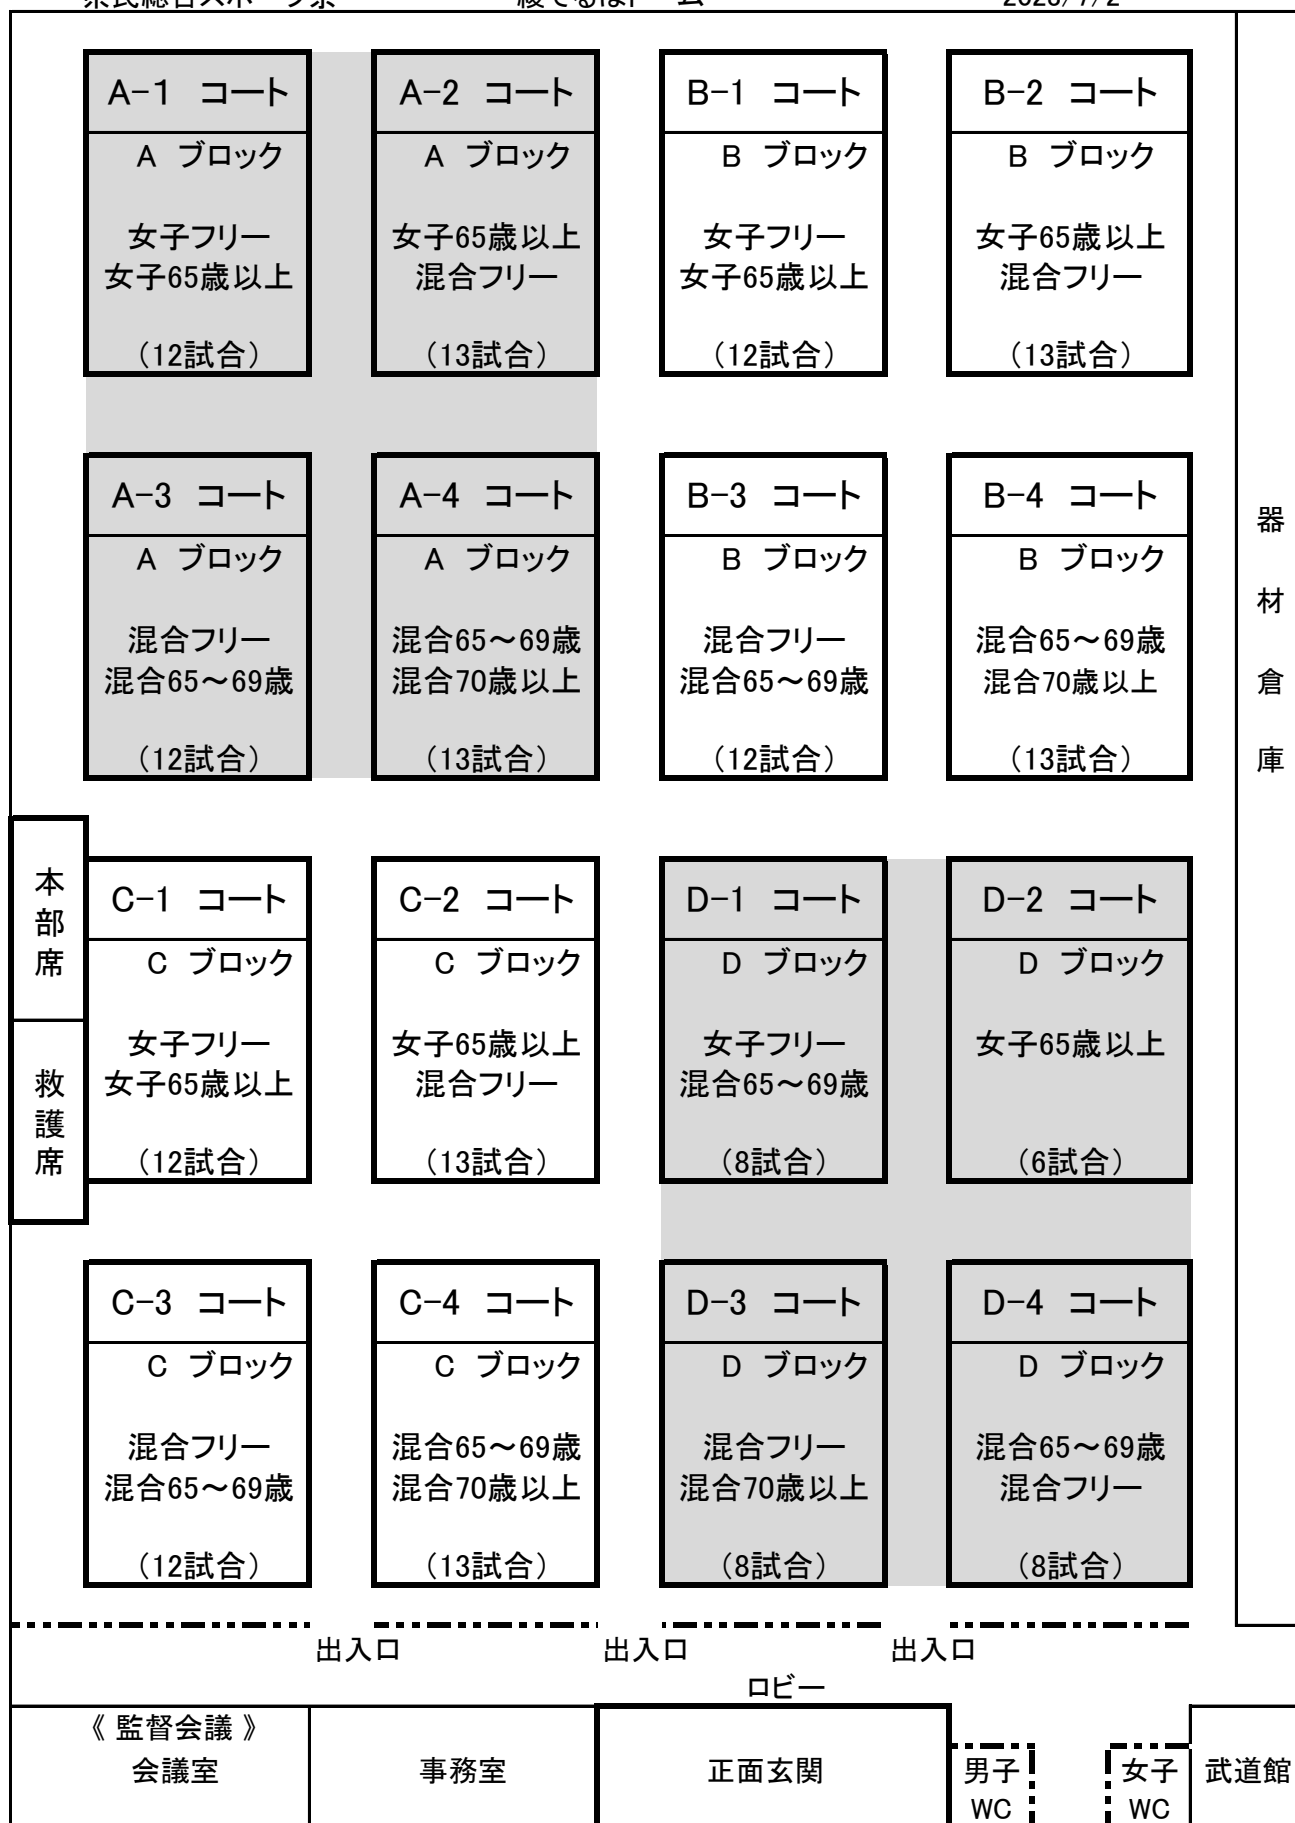 県民総合スポーツ祭 綾てるはドーム 2023/7/2
A-1 コート
A ブロック
女子フリー
女子65歳以上
(12試合)
A-2 コート
A ブロック
女子65歳以上
混合フリー
(13試合)
B-1 コート
B ブロック
女子フリー
女子65歳以上
(12試合)
B-2 コート
B ブロック
女子65歳以上
混合フリー
(13試合)
A-3 コート
A ブロック
混合フリー
混合65~69歳
(12試合)
A-4 コート
A ブロック
混合65~69歳
混合70歳以上
(13試合)
B-3 コート
B ブロック
混合フリー
混合65~69歳
(12試合)
B-4 コート
B ブロック
混合65~69歳
混合70歳以上
(13試合)
器材倉庫
本部席
救護席
C-1 コート
C ブロック
女子フリー
女子65歳以上
(12試合)
C-2 コート
C ブロック
女子65歳以上
混合フリー
(13試合)
D-1 コート
D ブロック
女子フリー
混合65~69歳
(8試合)
D-2 コート
D ブロック
女子65歳以上
(6試合)
C-3 コート
C ブロック
混合フリー
混合65~69歳
(12試合)
C-4 コート
C ブロック
混合65~69歳
混合70歳以上
(13試合)
D-3 コート
D ブロック
混合フリー
混合70歳以上
(8試合)
D-4 コート
D ブロック
混合65~69歳
混合フリー
(8試合)
出入口 出入口 出入口
ロビー
《 監督会議 》
会議室
事務室
正面玄関
男子
WC
女子
WC
武道館